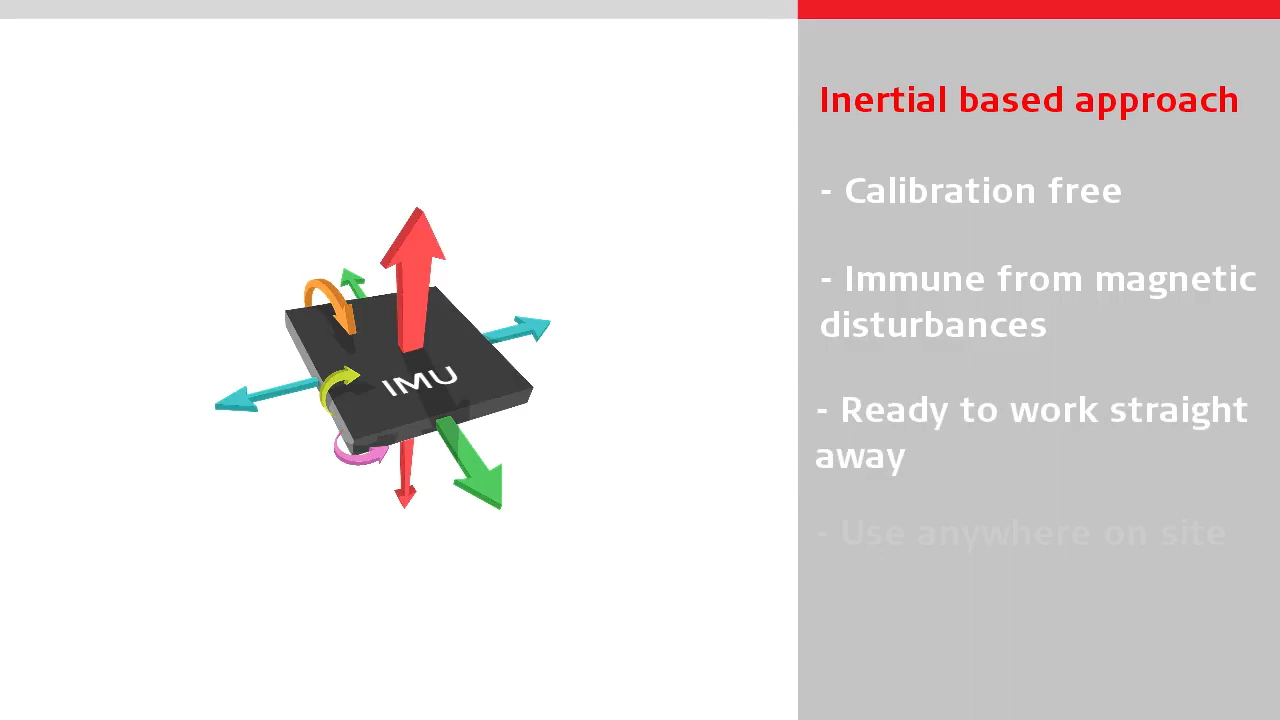 Inertial based approach
- Calibration free
- Immune from magnetic
disturbances
- Ready to work straight
away
- Use anywhere on site
IMU